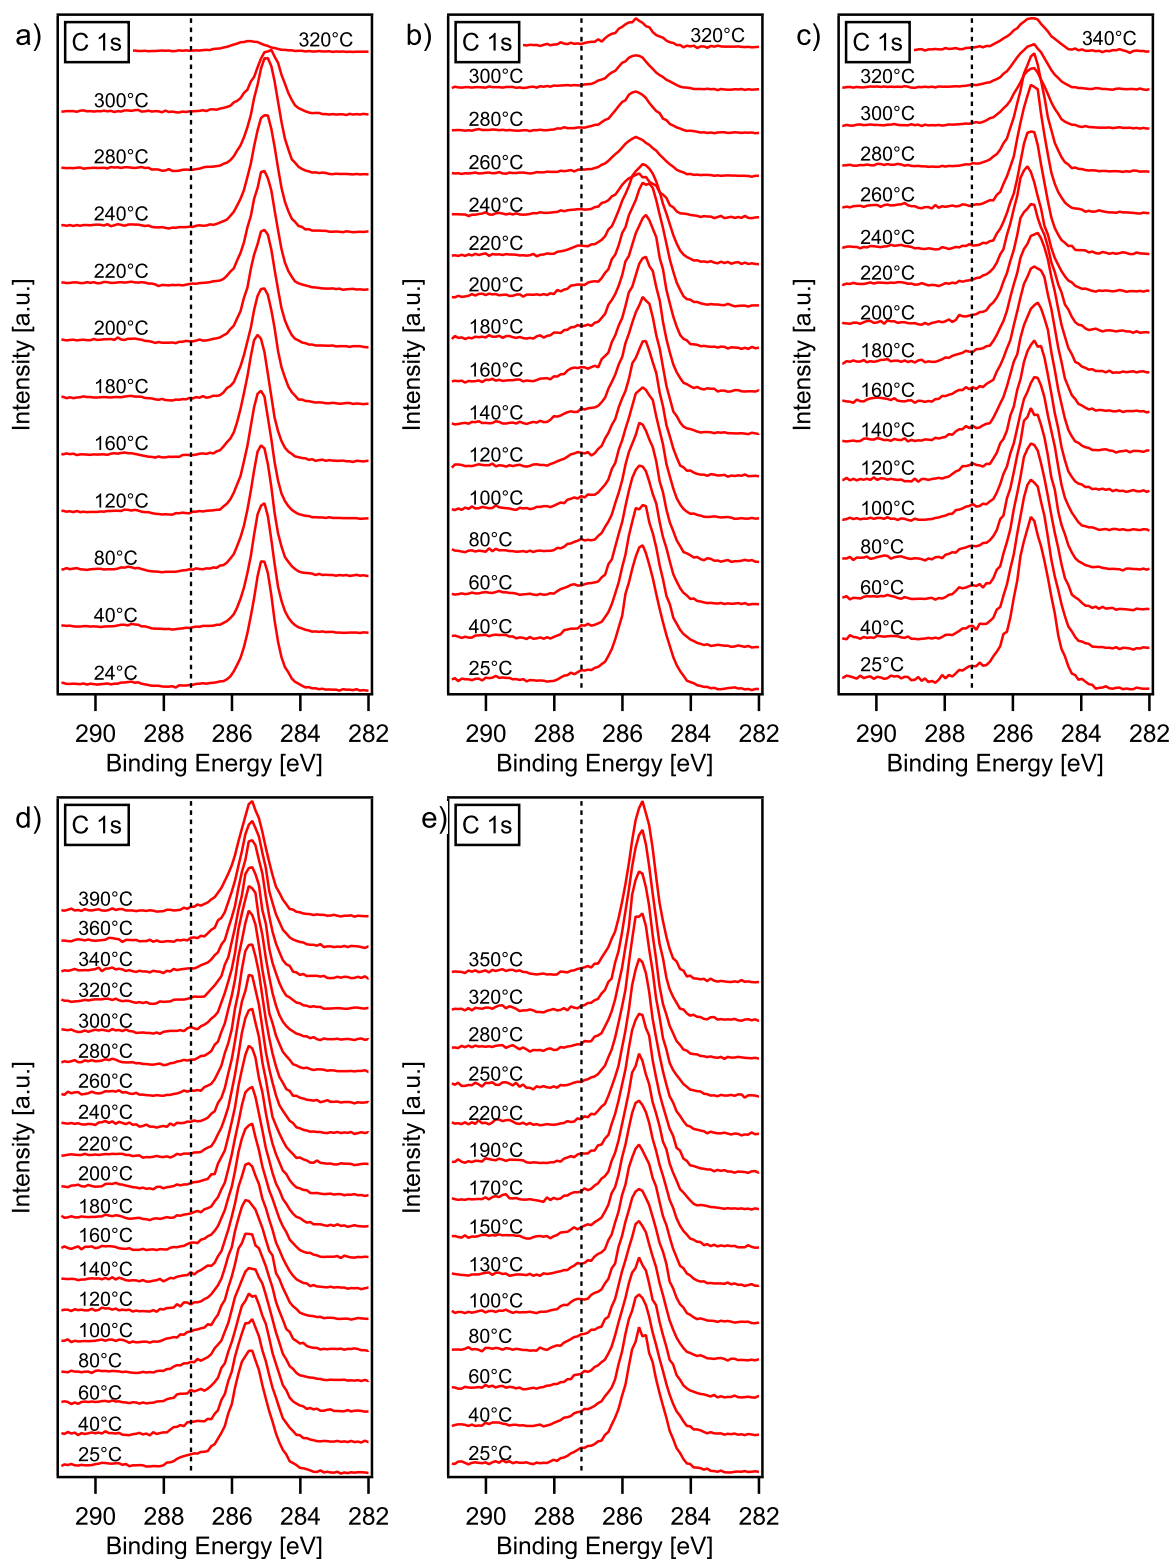 a)
C 1s
320°C
300°C
280°C
240°C
220°C
200°C
180°C
160°C
120°C
80°C
40°C
24°C
Intensity [a.u.]
290 288 286 284 282
Binding Energy [eV]
b)
C 1s
320°C
300°C
280°C
260°C
240°C
220°C
200°C
180°C
160°C
140°C
120°C
100°C
80°C
60°C
40°C
25°C
Intensity [a.u.]
290 288 286 284 282
Binding Energy [eV]
c)
C 1s
340°C
320°C
300°C
280°C
260°C
240°C
220°C
200°C
180°C
160°C
140°C
120°C
100°C
80°C
60°C
40°C
25°C
Intensity [a.u.]
290 288 286 284 282
Binding Energy [eV]
d)
C 1s
390°C
360°C
340°C
320°C
300°C
280°C
260°C
240°C
220°C
200°C
180°C
160°C
140°C
120°C
100°C
80°C
60°C
40°C
25°C
Intensity [a.u.]
290 288 286 284 282
Binding Energy [eV]
e)
C 1s
350°C
320°C
280°C
250°C
220°C
190°C
170°C
150°C
130°C
100°C
80°C
60°C
40°C
25°C
Intensity [a.u.]
290 288 286 284 282
Binding Energy [eV]